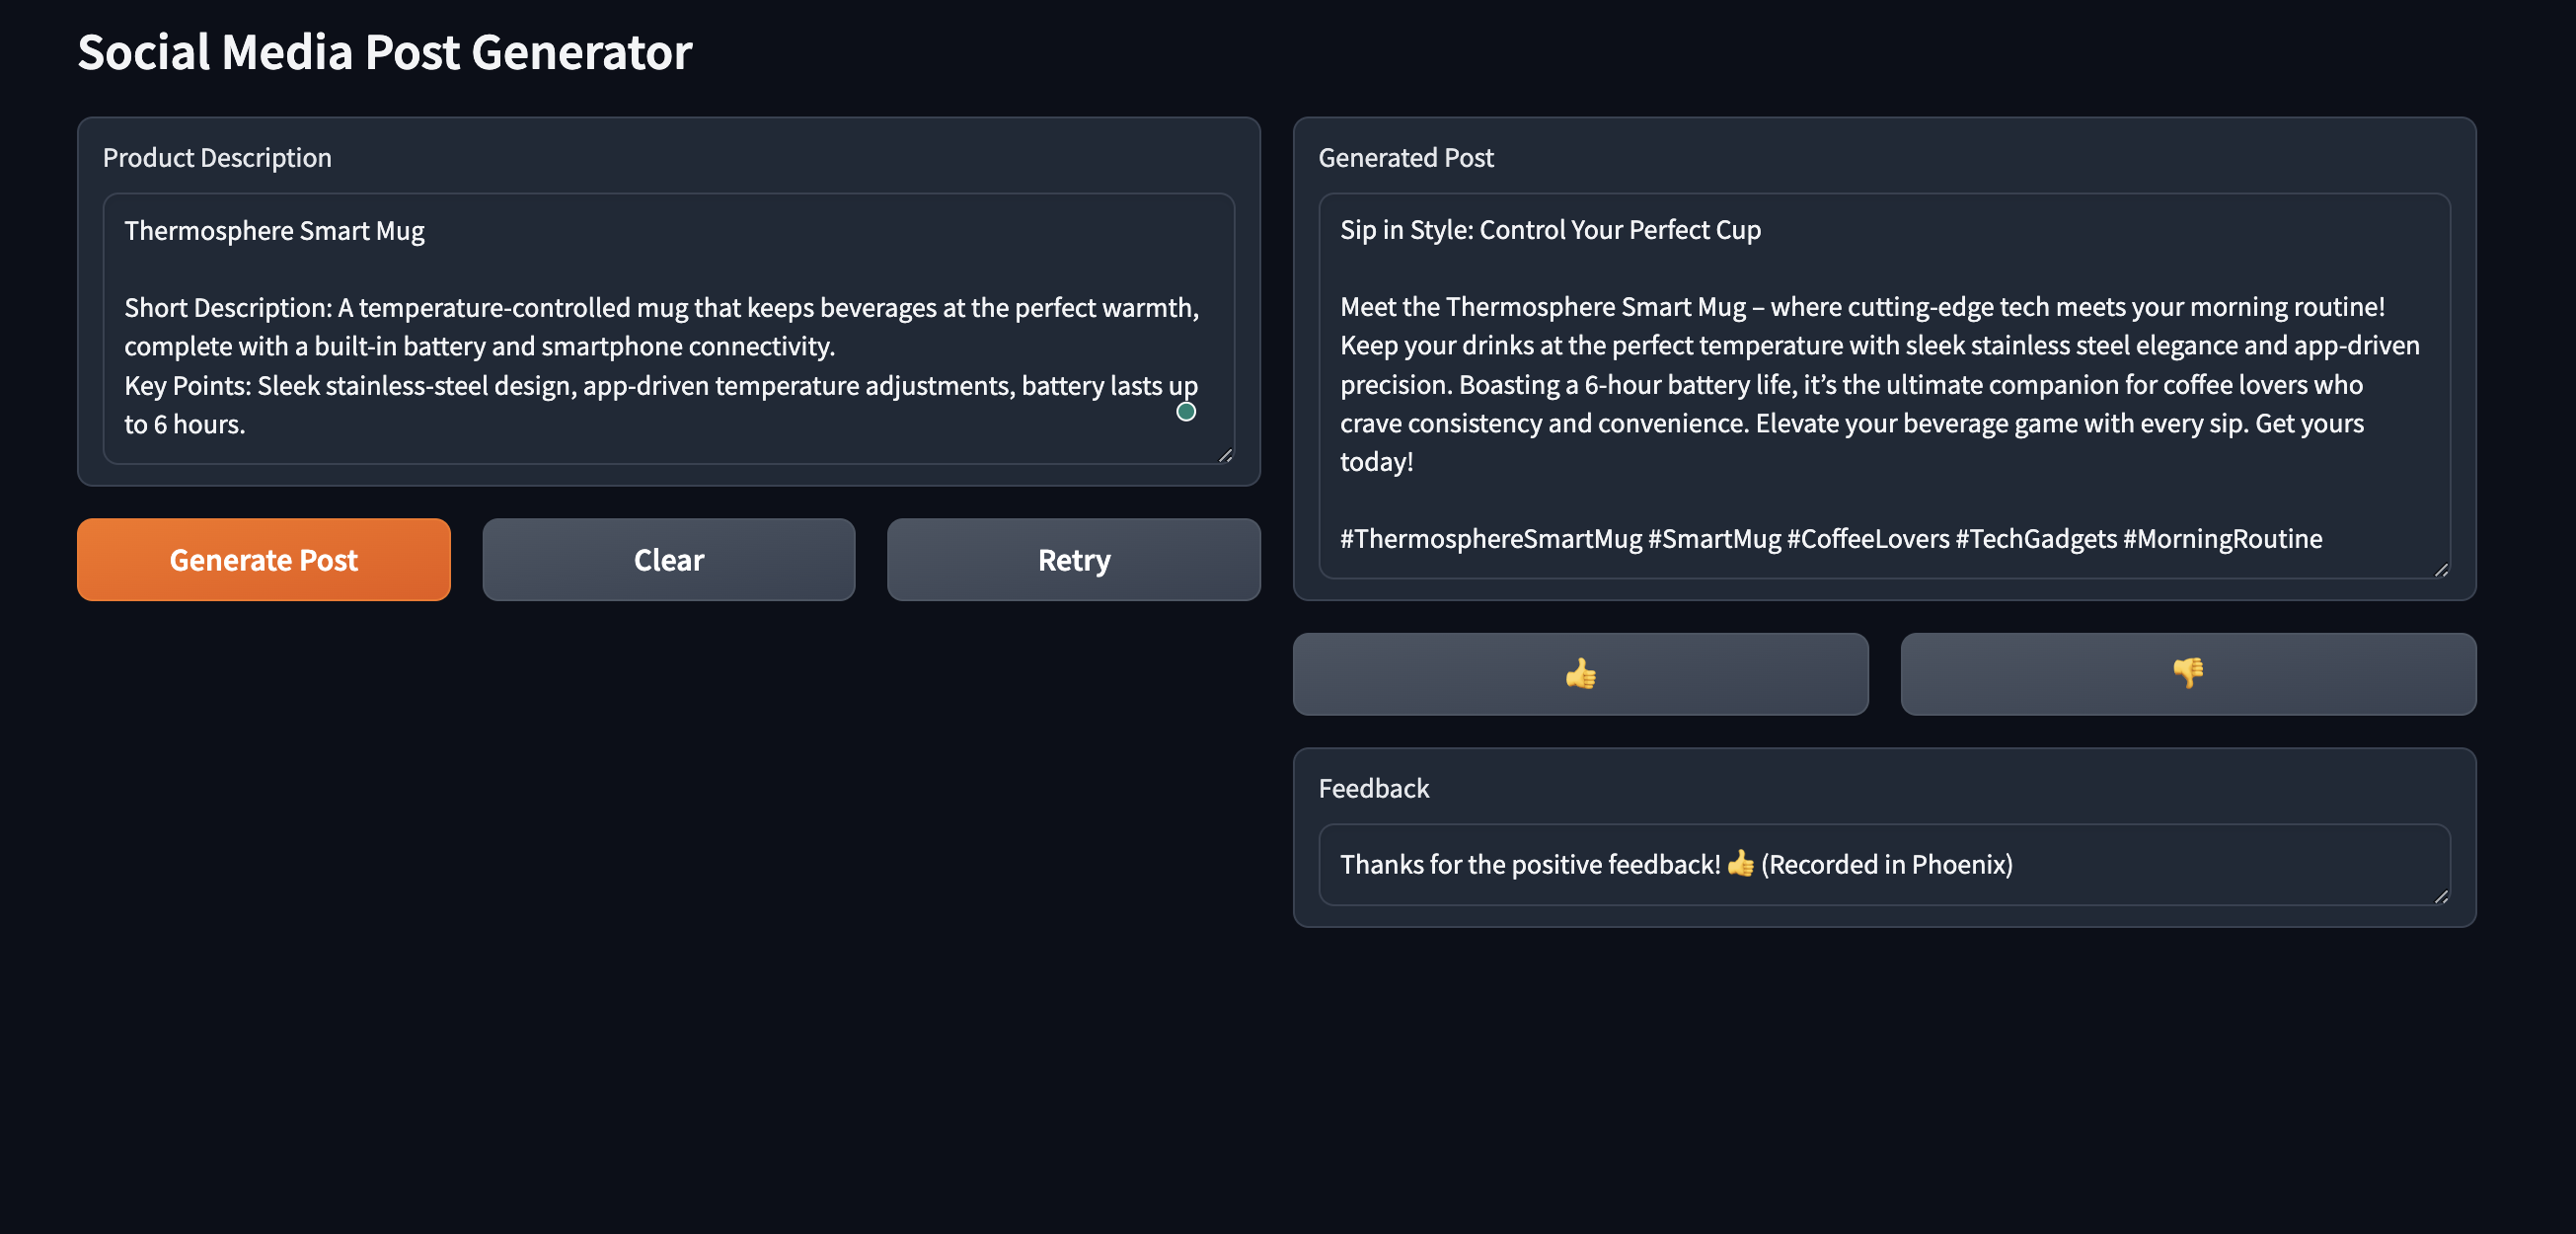 Social Media Post Generator
Product Description
Thermosphere Smart Mug
Short Description: A temperature-controlled mug that keeps beverages at the perfect warmth,
complete with a built-in battery and smartphone connectivity.
Key Points: Sleek stainless-steel design, app-driven temperature adjustments, battery lasts up
to 6 hours.
Generate Post
Clear
Retry
Generated Post
Sip in Style: Control Your Perfect Cup
Meet the Thermosphere Smart Mug – where cutting-edge tech meets your morning routine!
Keep your drinks at the perfect temperature with sleek stainless steel elegance and app-driven
precision. Boasting a 6-hour battery life, it’s the ultimate companion for coffee lovers who
crave consistency and convenience. Elevate your beverage game with every sip. Get yours
today!
#ThermosphereSmartMug #SmartMug #CoffeeLovers #TechGadgets #MorningRoutine
👍
👎
Feedback
Thanks for the positive feedback! 👍 (Recorded in Phoenix)